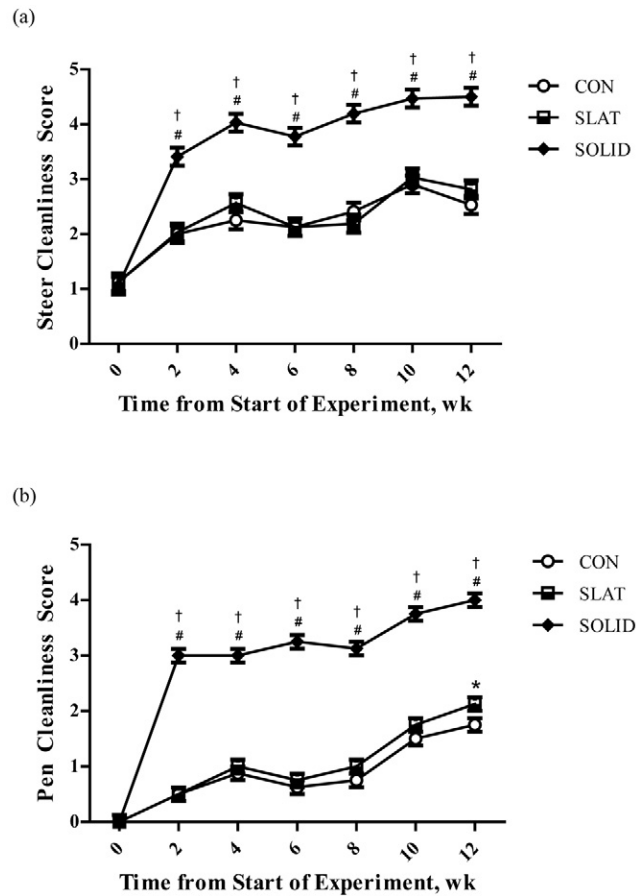 (a)
† † † † † †
# # # # # #
5
4
3
2
1
0
Steer Cleanliness Score
0 2 4 6 8 10 12
Time from Start of Experiment, wk
CON
SLAT
SOLID
(b)
† † † † † †
# # # # # #
*
5
4
3
2
1
0
Pen Cleanliness Score
0 2 4 6 8 10 12
Time from Start of Experiment, wk
CON
SLAT
SOLID